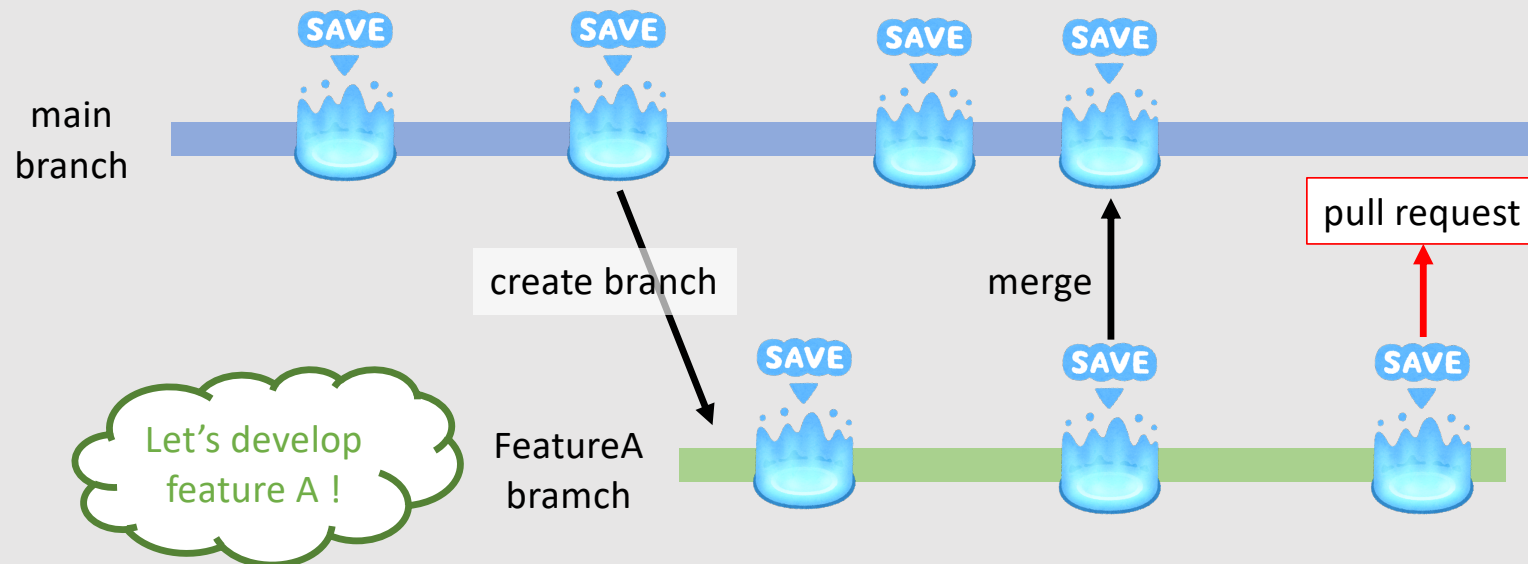 SAVE
SAVE
SAVE
SAVE
main
branch
pull request
create branch
merge
SAVE
SAVE
SAVE
Let’s develop
feature A !
FeatureA
bramch